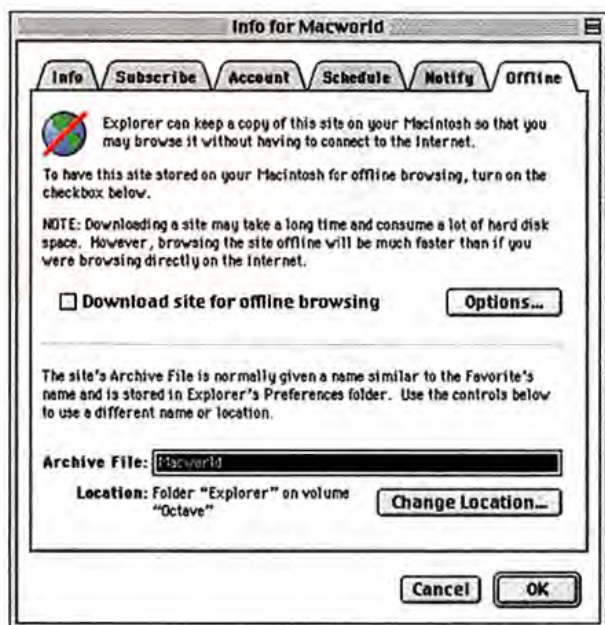 Info for Macworld
Info Subscribe Account Schedule Notify Offline
Explorer can keep a copy of this site on your Macintosh so that you
may browse it without having to connect to the Internet.
To have this site stored on your Macintosh for offline browsing, turn on the
checkbox below.
NOTE: Downloading a site may take a long time and consume a lot of hard disk
space. However, browsing the site offline will be much faster than if you
were browsing directly on the Internet.
Download site for offline browsing Options...
The site's Archive File is normally given a name similar to the Favorite's
name and is stored in Explorer's Preferences folder. Use the controls below
to use a different name or location.
Archive File: Macworld
Location: Folder "Explorer" on volume
"Octave"
Change Location...
Cancel OK